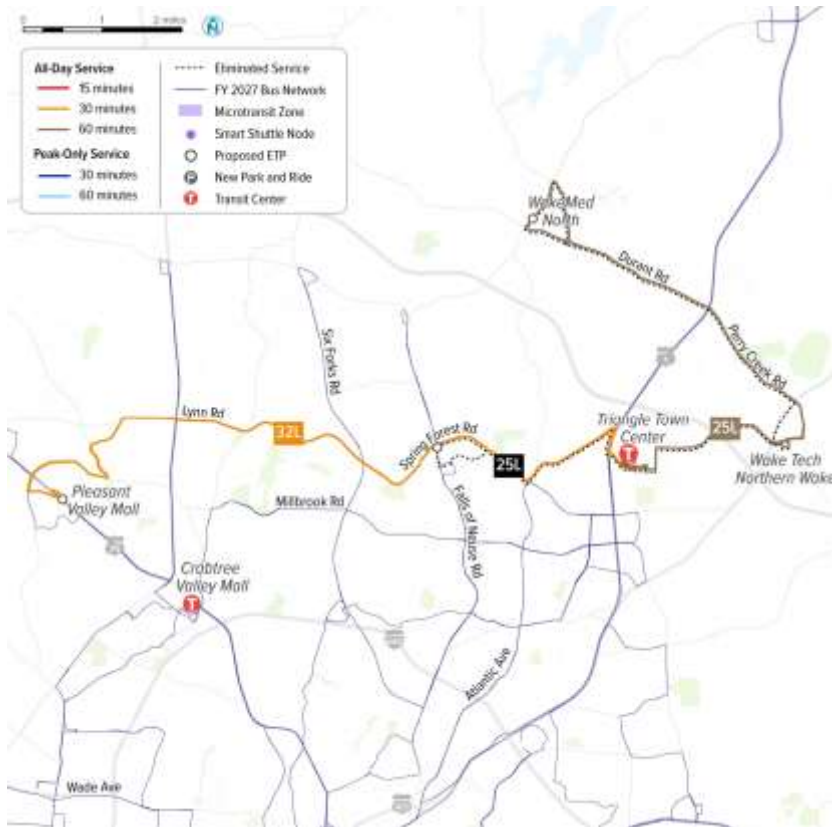 0 1 2 miles
N
All-Day Service
15 minutes
30 minutes
60 minutes
Peak-Only Service
30 minutes
60 minutes
Eliminated Service
FY 2027 Bus Network
Microtransit Zone
Smart Shuttle Node
Proposed ETP
P New Park and Ride
T Transit Center
WakeMed
North
Durant Rd
Perry Creek Rd
Six Forks Rd
Lynn Rd
32L
Spring Forest Rd
25L
Triangle Town
Center
T
25L
Wake Tech
Northern Wake
Pleasant
Valley Mall
Millbrook Rd
Falls of Neuse Rd
Crabtree
Valley Mall
T
Atlantic Ave
Wade Ave